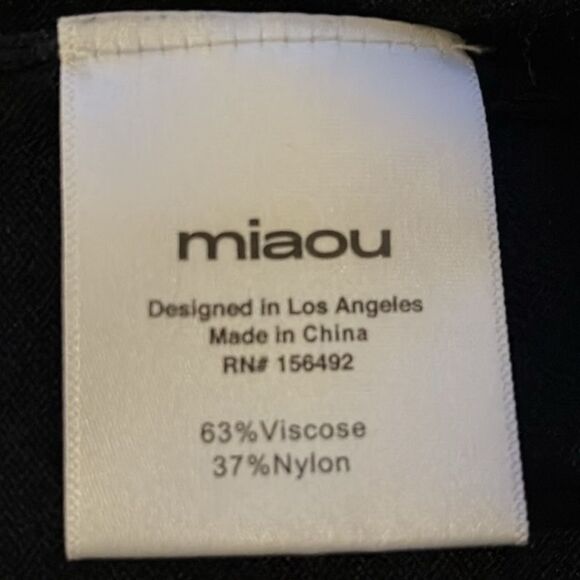 miaou
Designed in Los Angeles
Made in China
RN# 156492
63%Viscose
37%Nylon